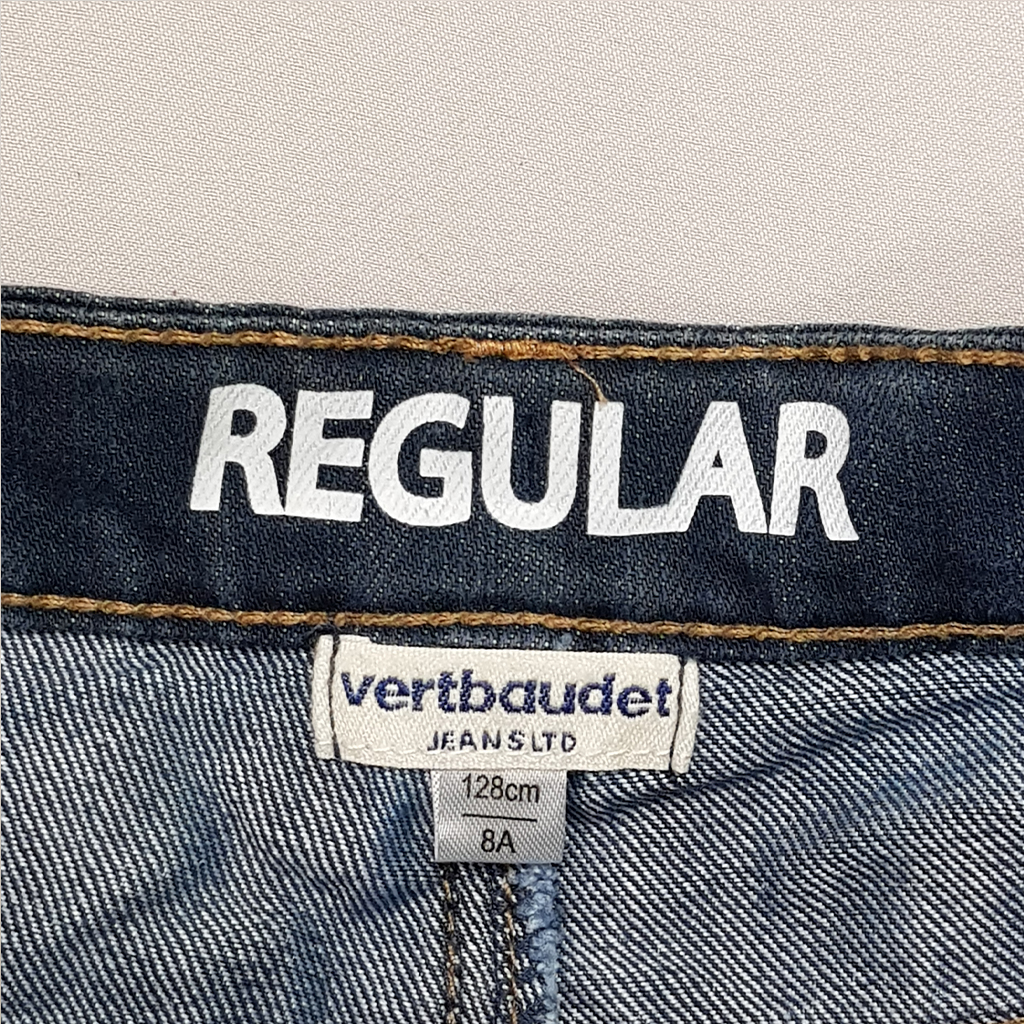 REGULAR
vertbaudet
JEANS LTD
128cm
8A